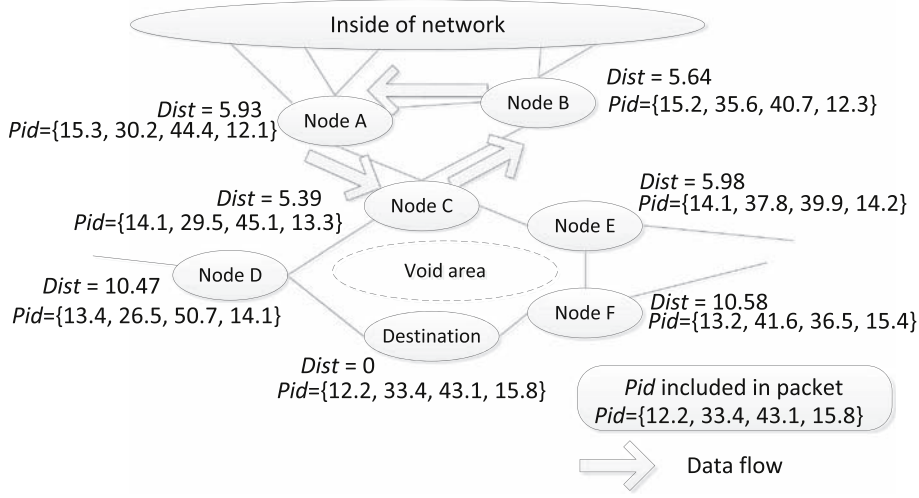 Inside of network
Dist = 5.93
Pid={15.3, 30.2, 44.4, 12.1}
Node A
Node B
Dist = 5.64
Pid={15.2, 35.6, 40.7, 12.3}
Dist = 5.39
Pid={14.1, 29.5, 45.1, 13.3}
Node C
Dist = 5.98
Pid={14.1, 37.8, 39.9, 14.2}
Node E
Node D
Void area
Dist = 10.47
Pid={13.4, 26.5, 50.7, 14.1}
Node F
Dist = 10.58
Pid={13.2, 41.6, 36.5, 15.4}
Destination
Dist = 0
Pid={12.2, 33.4, 43.1, 15.8}
Pid included in packet
Pid={12.2, 33.4, 43.1, 15.8}
Data flow